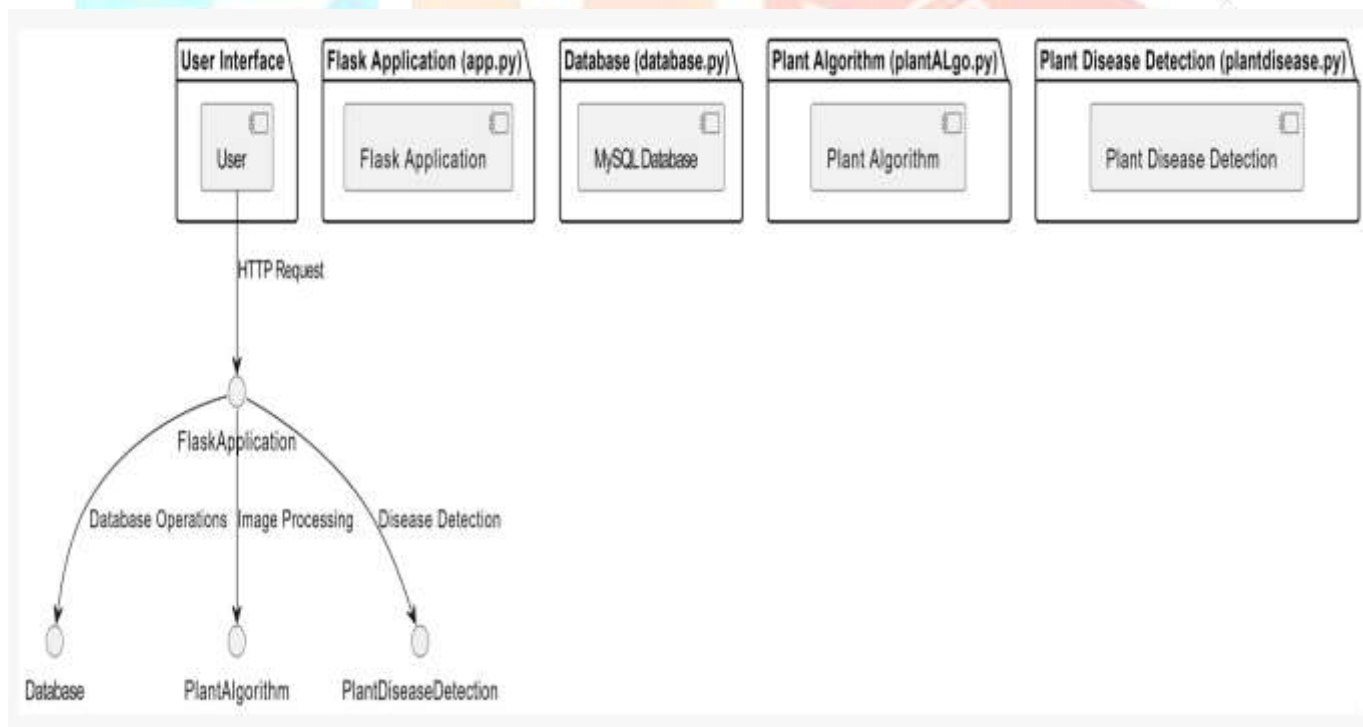 User Interface
Flask Application (app.py)
Database (database.py)
Plant Algorithm (plantALgo.py)
Plant Disease Detection (plantdisease.py)
User
Flask Application
MySQL Database
Plant Algorithm
Plant Disease Detection
HTTP Request
FlaskApplication
Database Operations
Image Processing
Disease Detection
Database
PlantAlgorithm
PlantDiseaseDetection